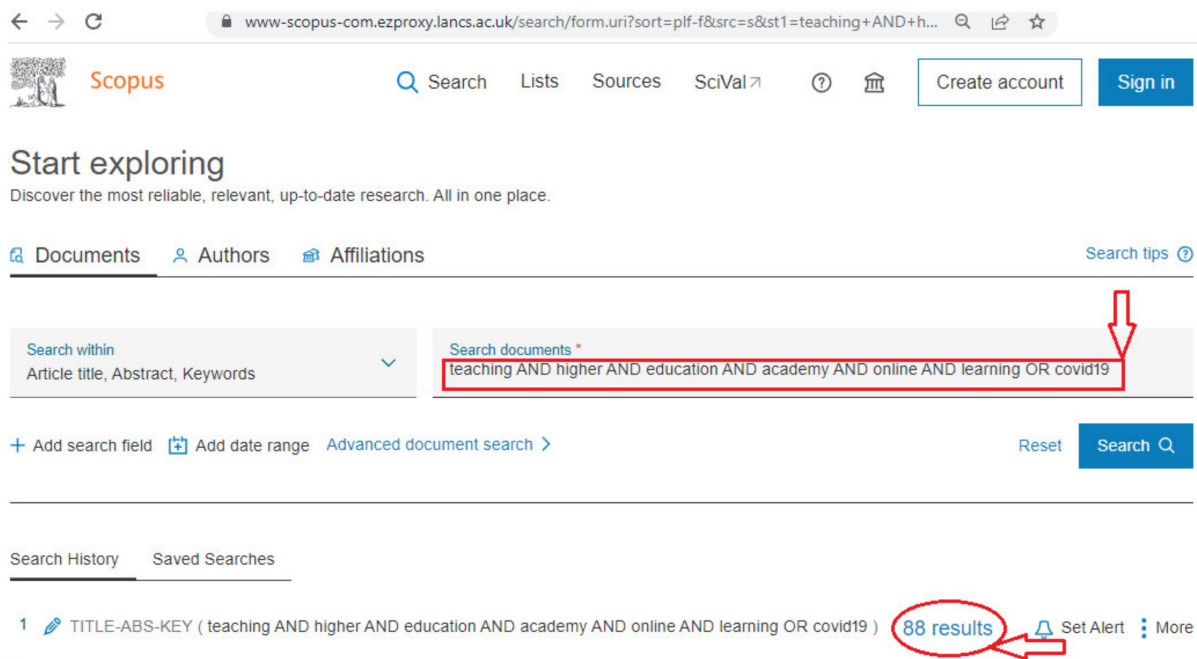 www-scopus-com.ezproxy.lancs.ac.uk/search/form.uri?sort=plf-f&src=s&st1=teaching+AND+h...
Scopus Search Lists Sources SciVal Create account Sign in
Start exploring
Discover the most reliable, relevant, up-to-date research. All in one place.
Documents Authors Affiliations Search tips
Search within Search documents *
Article title, Abstract, Keywords teaching AND higher AND education AND academy AND online AND learning OR covid19
+ Add search field Add date range Advanced document search > Reset Search
Search History Saved Searches
1 TITLE-ABS-KEY ( teaching AND higher AND education AND academy AND online AND learning OR covid19 ) 88 results Set Alert More